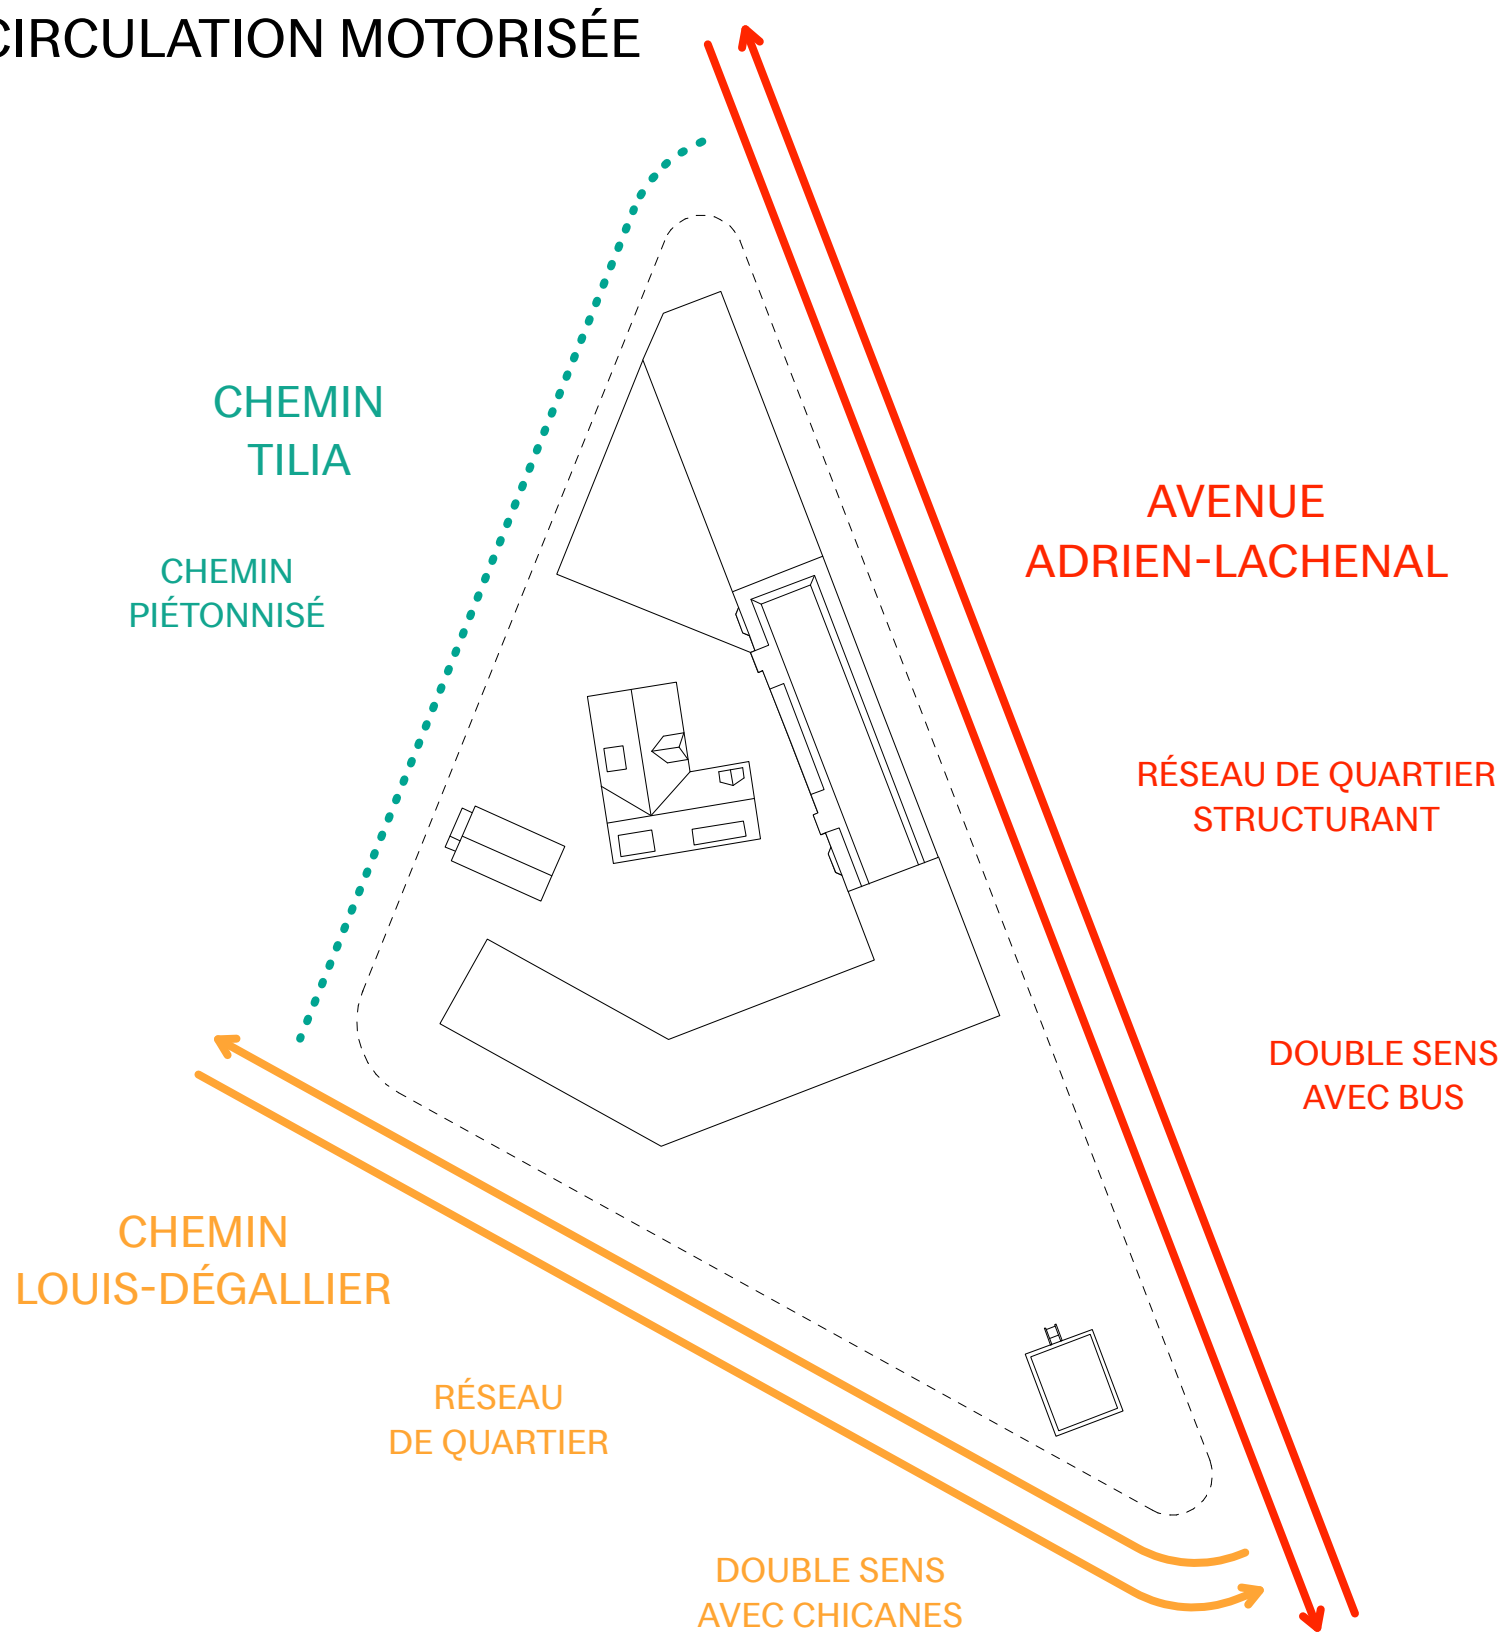 CIRCULATION MOTORISÉE
CHEMIN
TILIA
CHEMIN
PIÉTONNISÉ
AVENUE
ADRIEN-LACHENAL
RÉSEAU DE QUARTIER
STRUCTURANT
DOUBLE SENS
AVEC BUS
CHEMIN
LOUIS-DÉGALLIER
RÉSEAU
DE QUARTIER
DOUBLE SENS
AVEC CHICANES